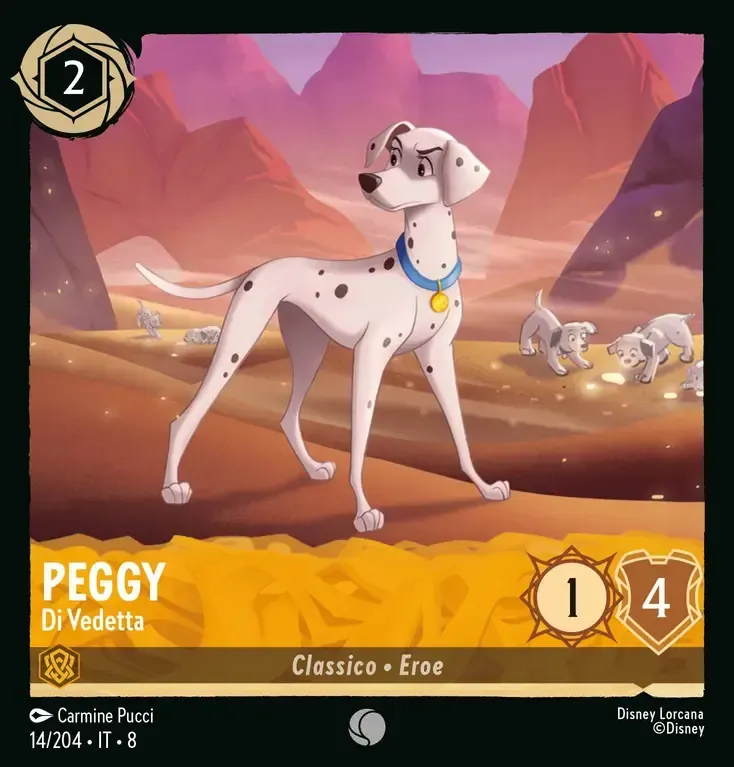 2
PEGGY
Di Vedetta
1
4
Classico • Eroe
Carmine Pucci
14/204 • IT • 8
Disney Lorcana
©Disney